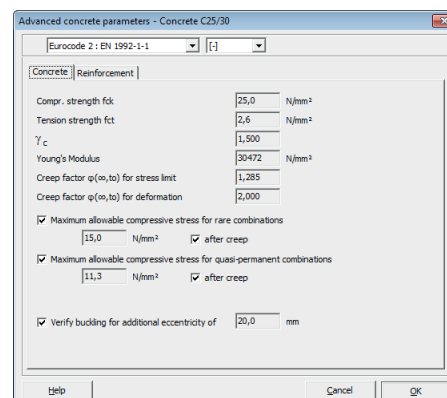 Advanced concrete parameters - Concrete C25/30
Eurocode 2 : EN 1992-1-1 [-]
Concrete Reinforcement
Compr. strength fck 25,0 N/mm²
Tension strength fct 2,6 N/mm²
γc 1,500
Young's Modulus 30472 N/mm²
Creep factor φ(∞,to) for stress limit 1,285
Creep factor φ(∞,to) for deformation 2,000
Maximum allowable compressive stress for rare combinations
15,0 N/mm² after creep
Maximum allowable compressive stress for quasi-permanent combinations
11,3 N/mm² after creep
Verify buckling for additional eccentricity of 20,0 mm
Help Cancel OK